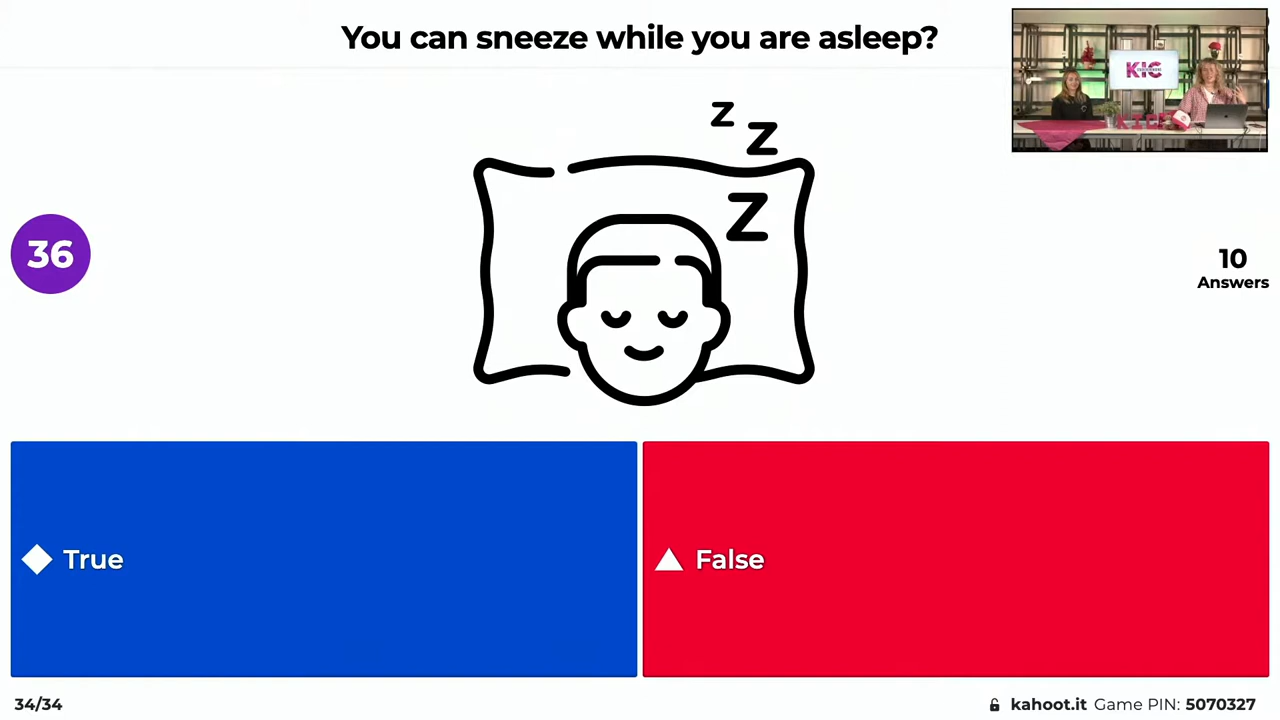 You can sneeze while you are asleep?
KIC
z
Z
Z
36
10
Answers
True
False
34/34
kahoot.it Game PIN: 5070327